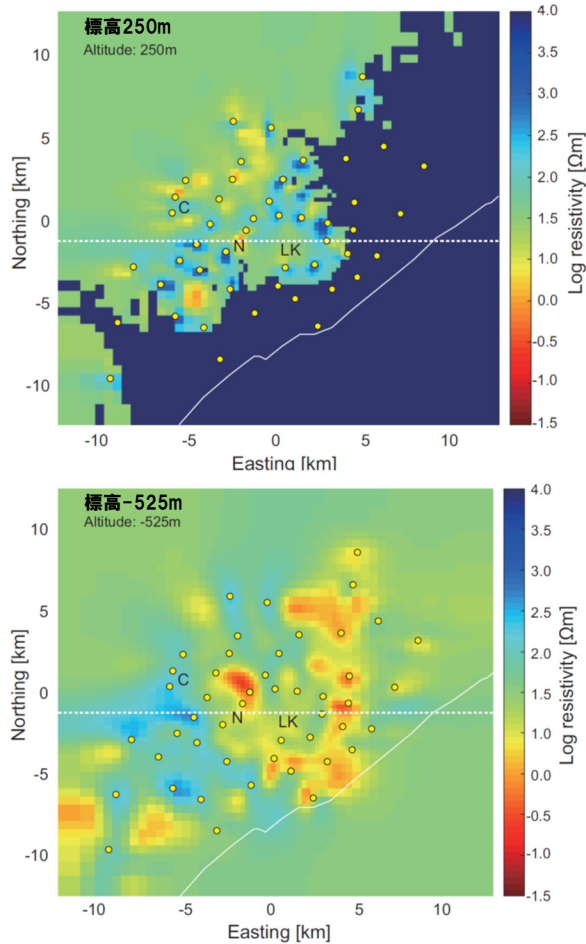 標高250m
Altitude: 250m
10
5
0
-5
-10
Northing [km]
C
N
LK
-10
-5
0
5
10
Easting [km]
4.0
3.5
3.0
2.5
2.0
1.5
1.0
0.5
0.0
-0.5
-1.0
-1.5
Log resistivity [Ωm]
標高-525m
Altitude: -525m
10
5
0
-5
-10
Northing [km]
C
N
LK
-10
-5
0
5
10
Easting [km]
4.0
3.5
3.0
2.5
2.0
1.5
1.0
0.5
0.0
-0.5
-1.0
-1.5
Log resistivity [Ωm]